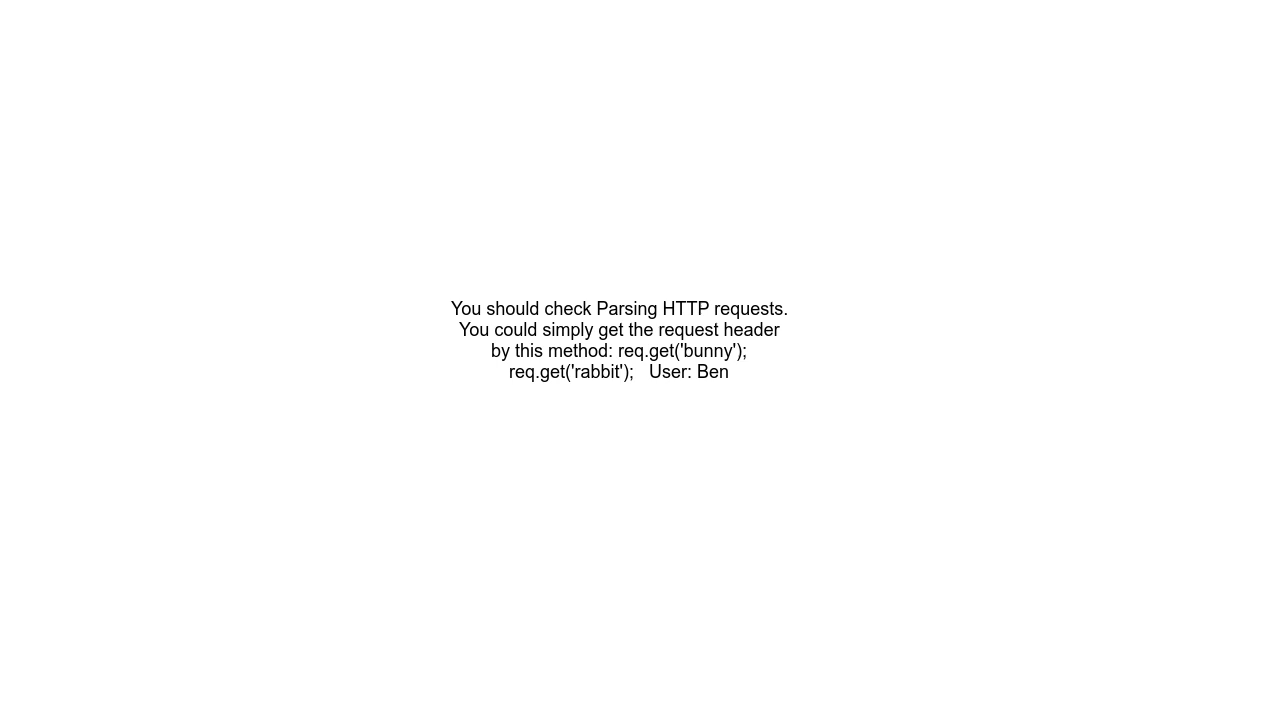 You should check Parsing HTTP requests.
You could simply get the request header
by this method: req.get('bunny');
req.get('rabbit');   User: Ben